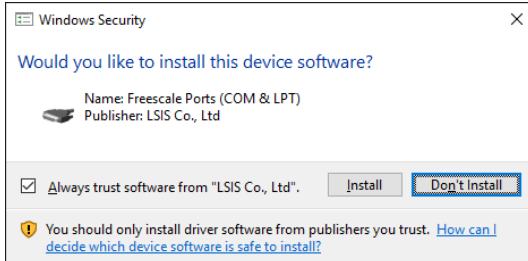 Windows Security
Would you like to install this device software?
Name: Freescale Ports (COM & LPT)
Publisher: LSIS Co., Ltd
Always trust software from "LSIS Co., Ltd".
Install
Don't Install
You should only install driver software from publishers you trust. How can I
decide which device software is safe to install?